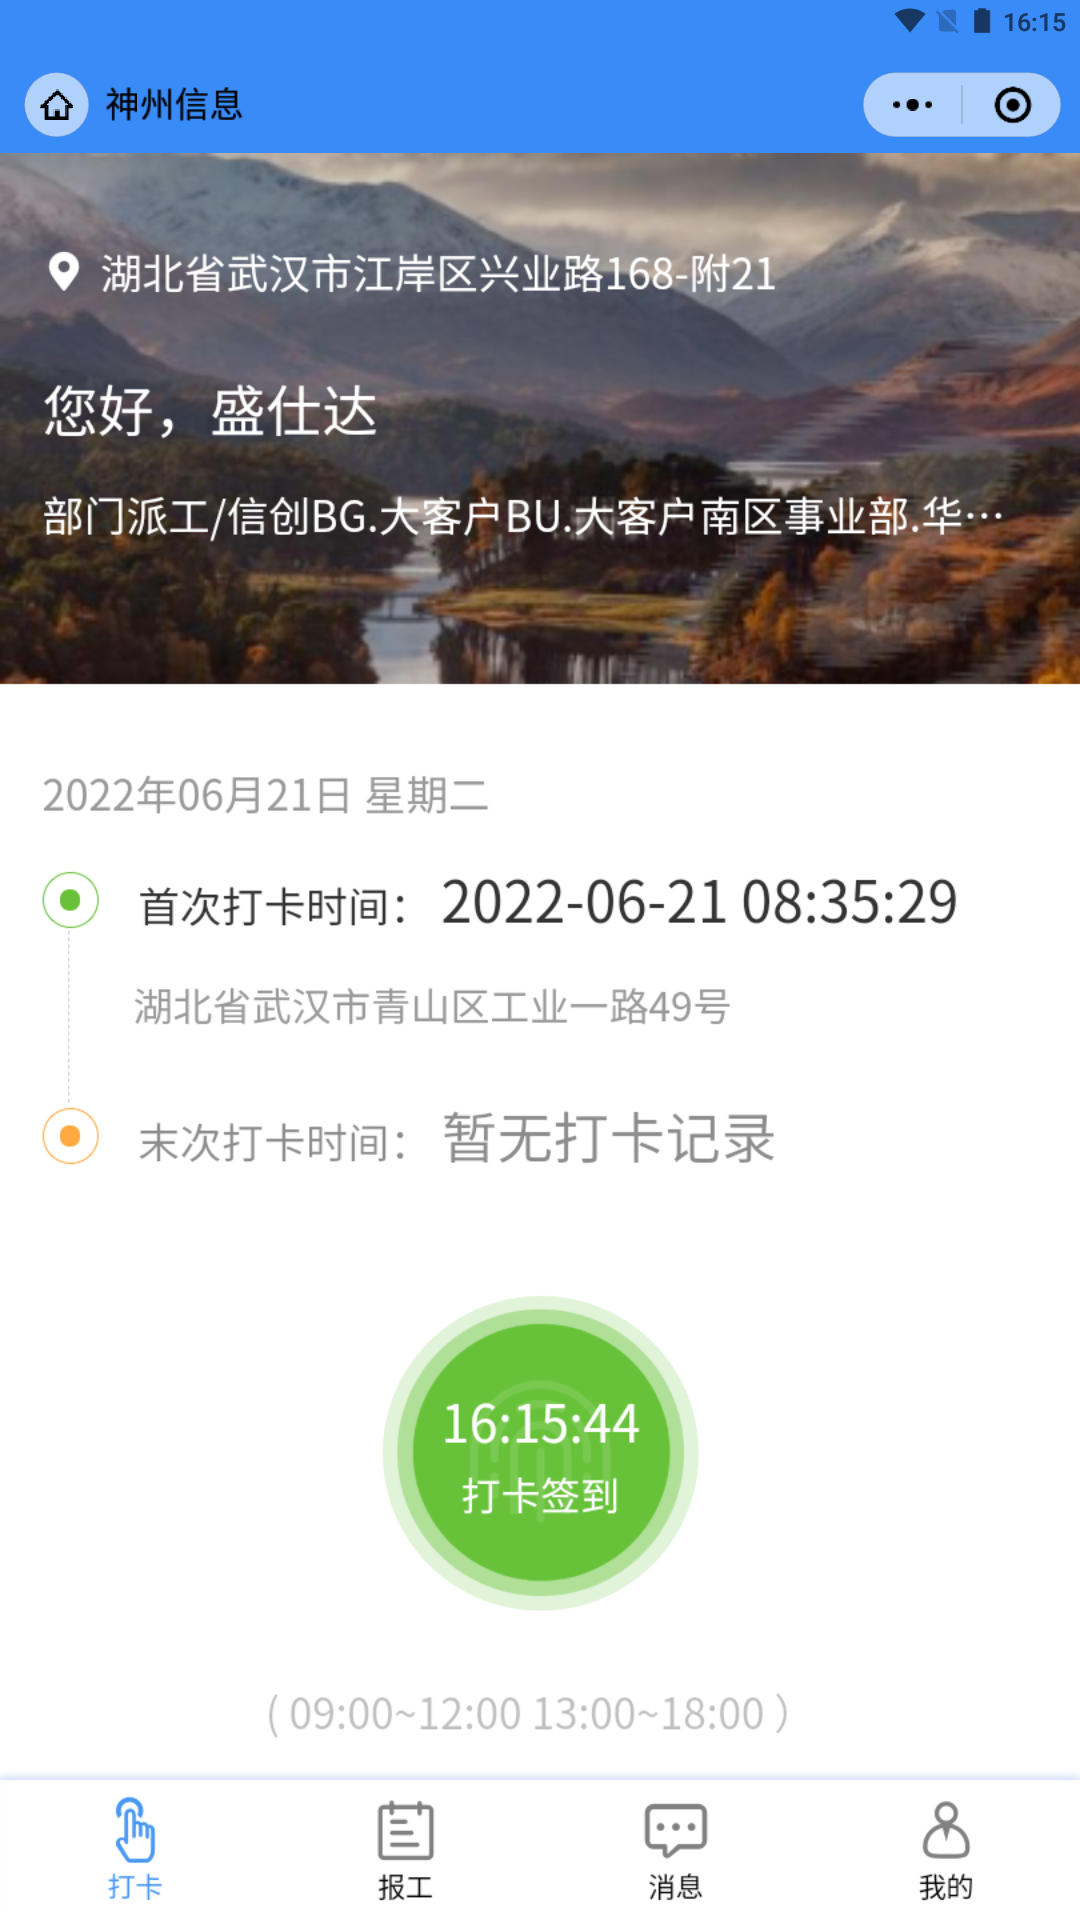 16:15
神州信息
湖北省武汉市江岸区兴业路168-附21
您好，盛仕达
部门派工/信创BG.大客户BU.大客户南区事业部.华…
2022年06月21日 星期二
首次打卡时间： 2022-06-21 08:35:29
湖北省武汉市青山区工业一路49号
末次打卡时间： 暂无打卡记录
16:15:44
打卡签到
( 09:00~12:00 13:00~18:00 )
打卡 报工 消息 我的